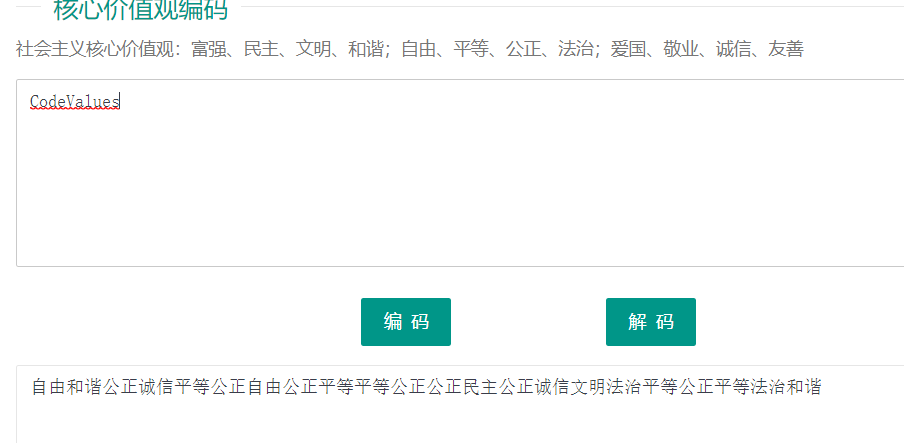 核心价值观编码
社会主义核心价值观：富强、民主、文明、和谐；自由、平等、公正、法治；爱国、敬业、诚信、友善
CodeValues
编 码
解 码
自由和谐公正诚信平等公正自由公正平等平等公正公正民主公正诚信文明法治平等公正平等法治和谐